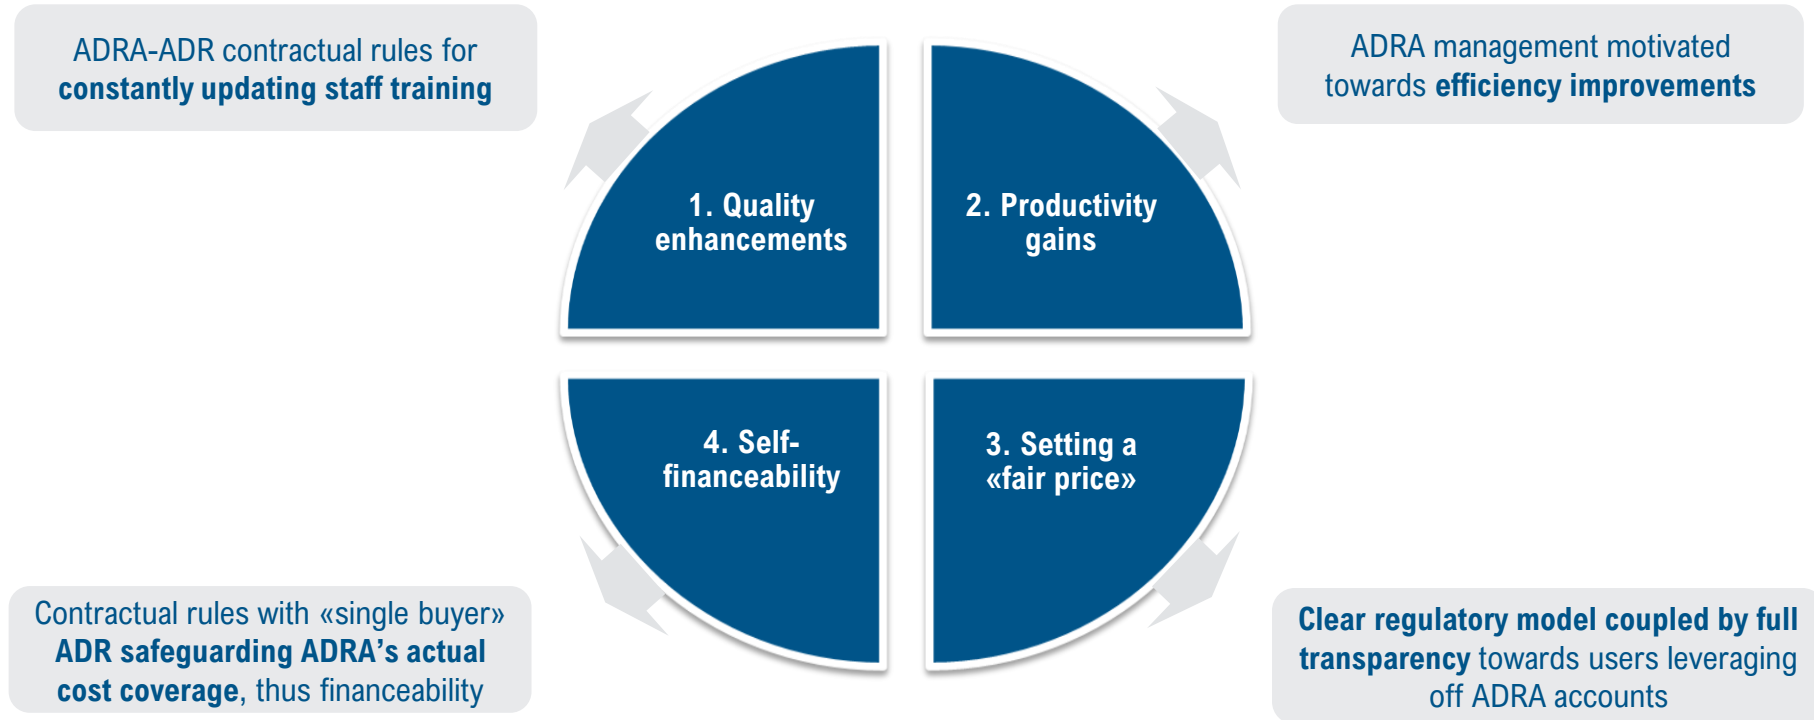 ADRA-ADR contractual rules for
constantly updating staff training
ADRA management motivated
towards efficiency improvements
1. Quality
enhancements
2. Productivity
gains
4. Self-
financeability
3. Setting a
«fair price»
Contractual rules with «single buyer»
ADR safeguarding ADRA’s actual
cost coverage, thus financeability
Clear regulatory model coupled by full
transparency towards users leveraging
off ADRA accounts